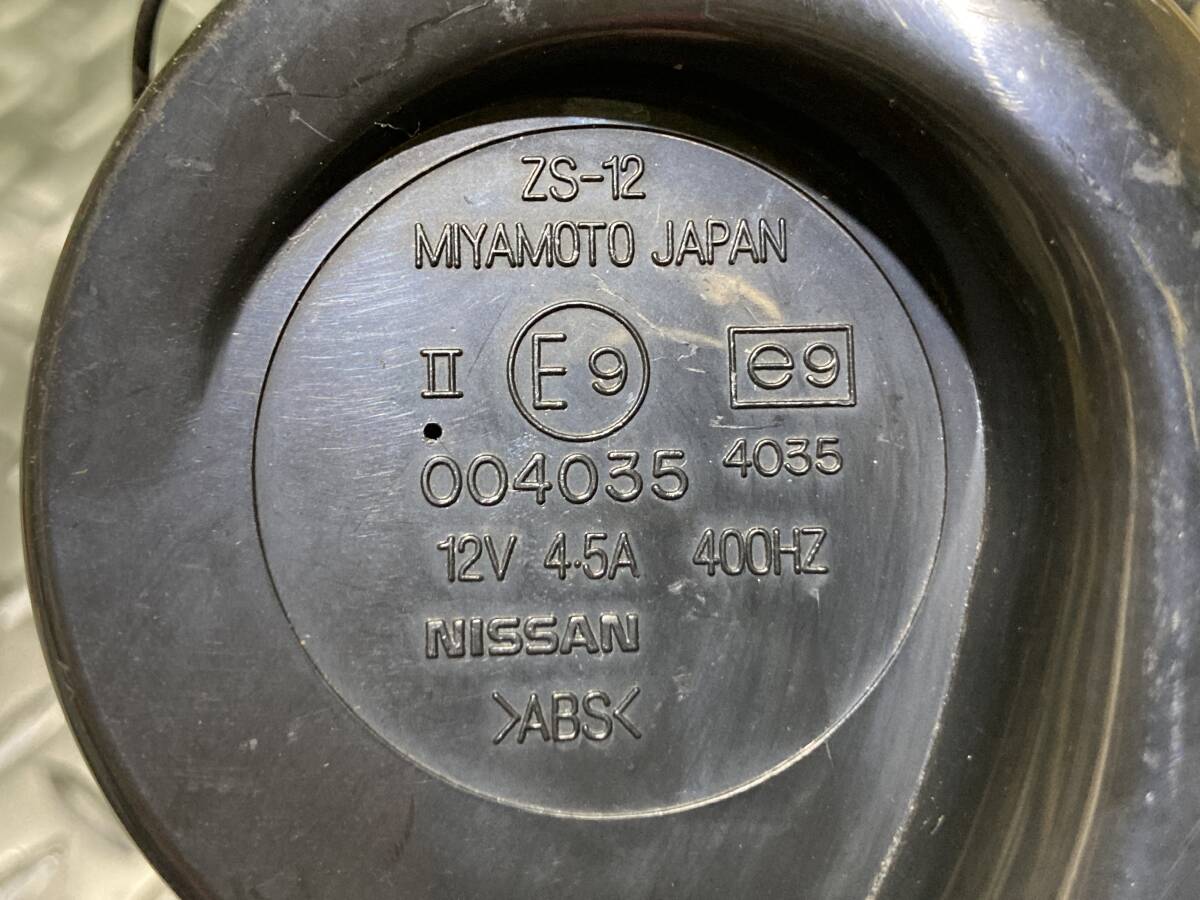 ZS-12
MIYAMOTO JAPAN
II E9 e9
004035 4035
12V 4.5A 400HZ
NISSAN
>ABS<